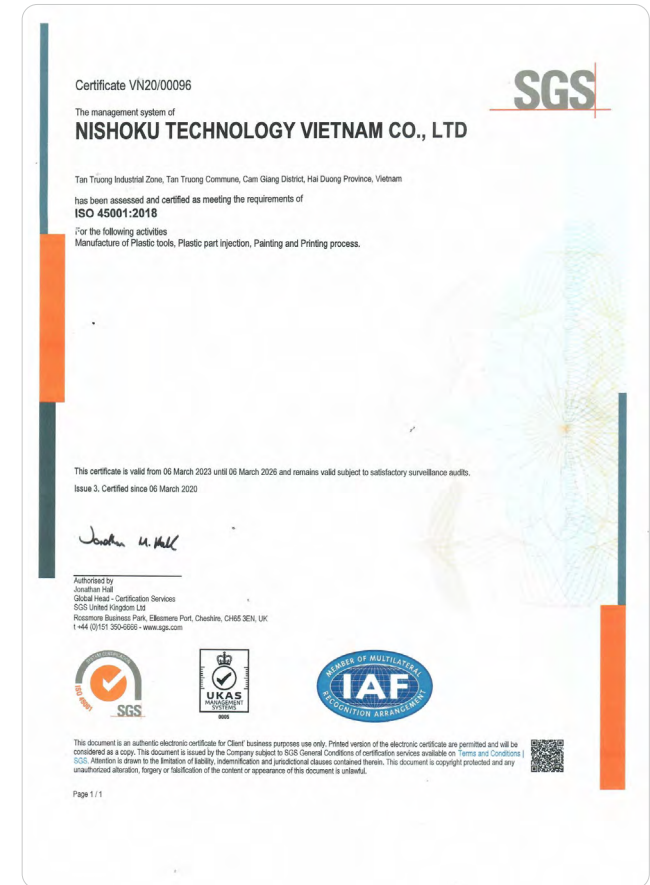 SGS
Certificate VN20/00096
The management system of
NISHOKU TECHNOLOGY VIETNAM CO., LTD
Tan Truong Industrial Zone, Tan Truong Commune, Cam Giang District, Hai Duong Province, Vietnam
has been assessed and certified as meeting the requirements of
ISO 45001:2018
For the following activities
Manufacture of Plastic tools, Plastic part injection, Painting and Printing process.
This certificate is valid from 06 March 2023 until 06 March 2026 and remains valid subject to satisfactory surveillance audits.
Issue 3. Certified since 06 March 2020
Jonathan M. Hall
Authorised by
Jonathan Hall
Global Head - Certification Services
SGS United Kingdom Ltd
Rossmore Business Park, Ellesmere Port, Cheshire, CH65 3EN, UK
t +44 (0)151 350-6666 - www.sgs.com
SYSTEM CERTIFICATION
ISO 45001
SGS
UKAS
MANAGEMENT
SYSTEMS
0005
MEMBER OF MULTILATERAL
IAF
RECOGNITION ARRANGEMENT
This document is an authentic electronic certificate for Client' business purposes use only. Printed version of the electronic certificate are permitted and will be
considered as a copy. This document is issued by the Company subject to SGS General Conditions of certification services available on Terms and Conditions |
SGS. Attention is drawn to the limitation of liability, indemnification and jurisdictional clauses contained therein. This document is copyright protected and any
unauthorized alteration, forgery or falsification of the content or appearance of this document is unlawful.
Page 1 / 1